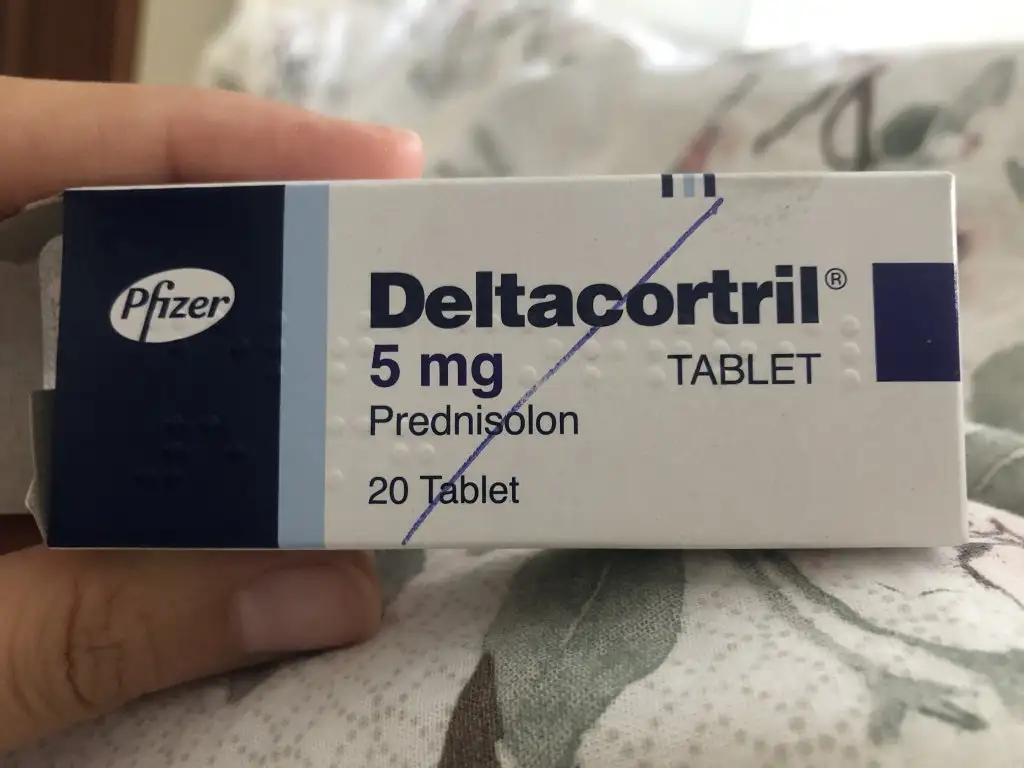 Pfizer
Deltacortril®
5 mg TABLET
Prednisolon
20 Tablet